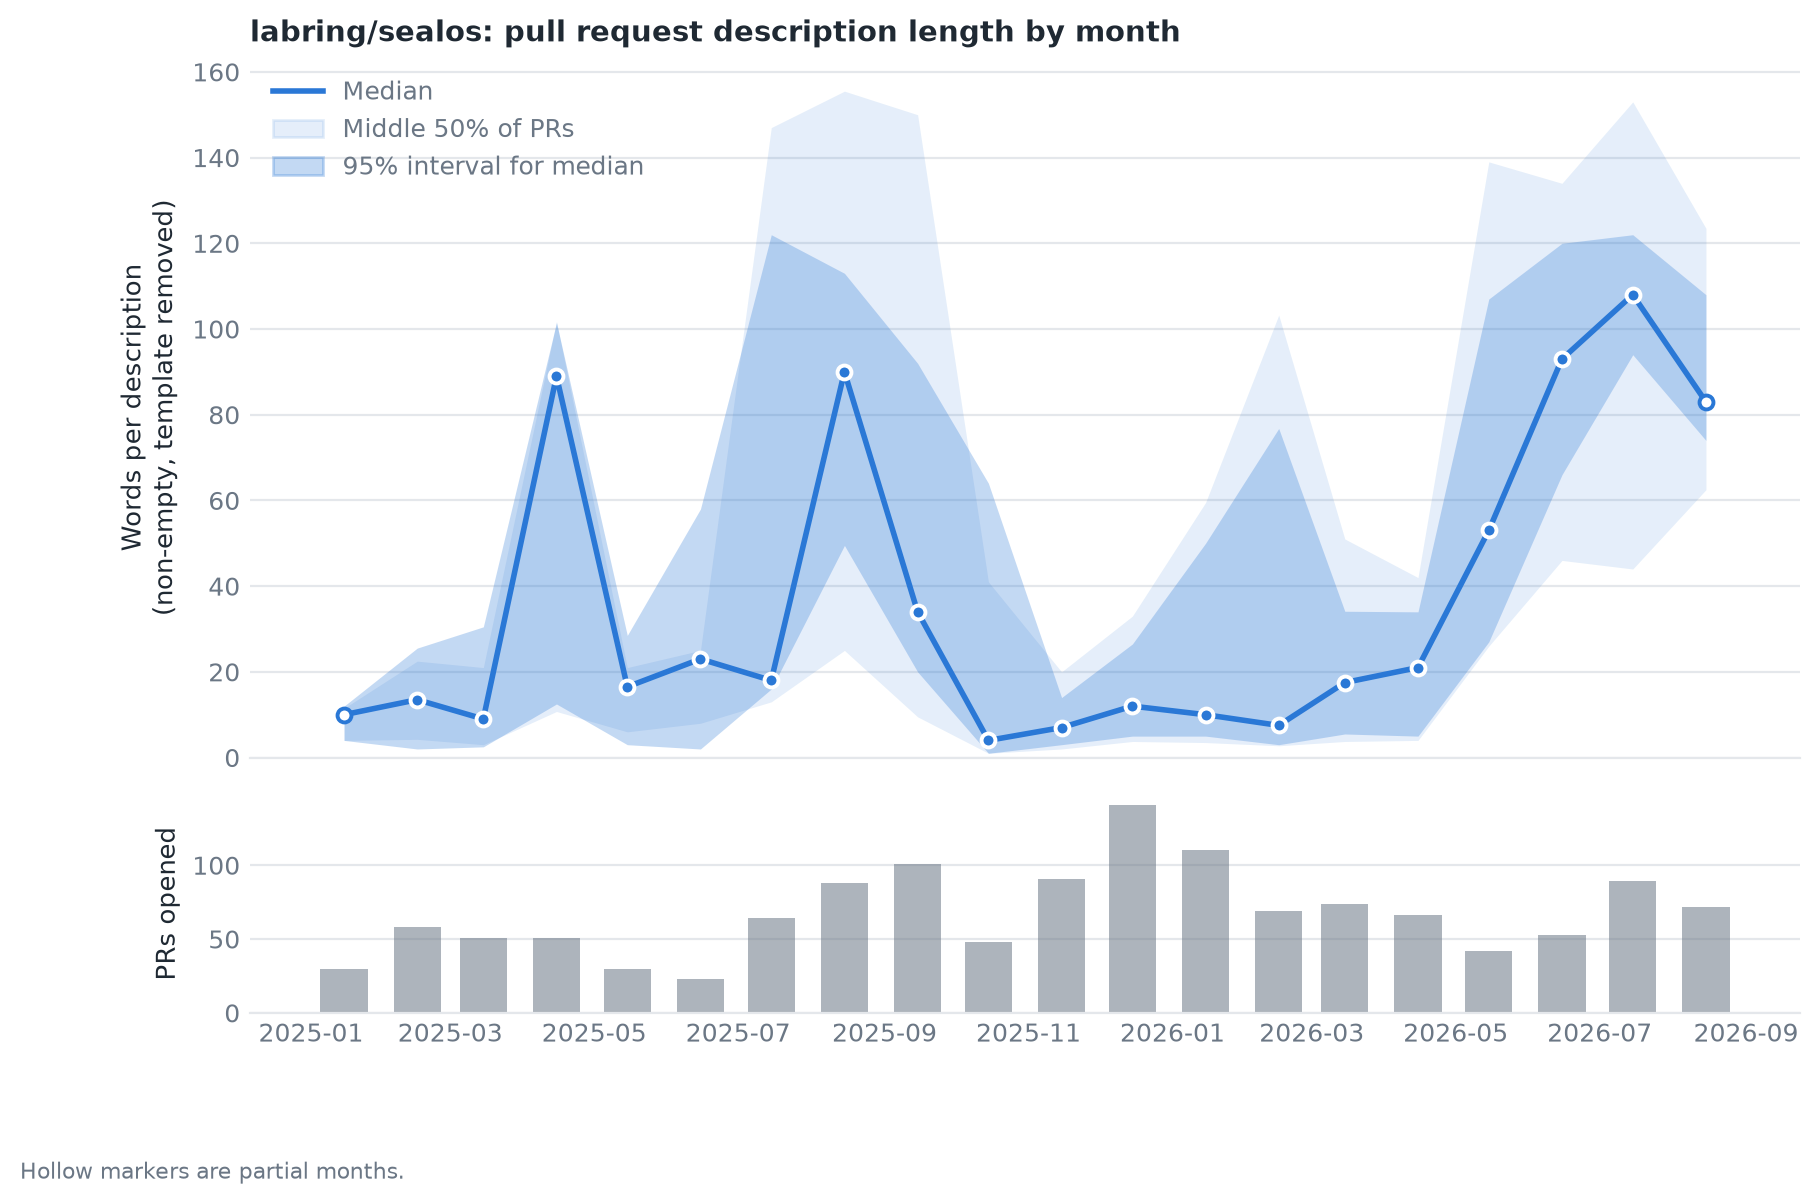 labring/sealos: pull request description length by month
160
140
120
100
80
60
40
20
0
Median
Middle 50% of PRs
95% interval for median
Words per description
(non-empty, template removed)
100
50
0
PRs opened
2025-01 2025-03 2025-05 2025-07 2025-09 2025-11 2026-01 2026-03 2026-05 2026-07 2026-09
Hollow markers are partial months.